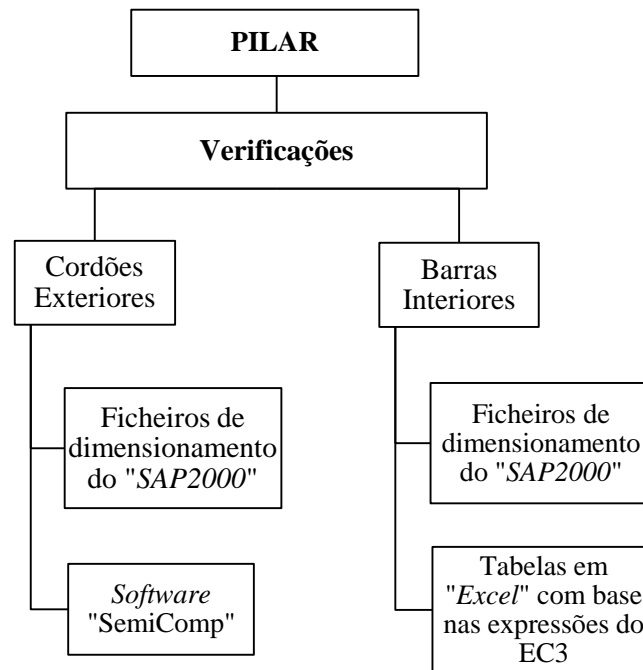 PILAR
Verificações
Cordões
Exteriores
Ficheiros de
dimensionamento
do "SAP2000"
Software
"SemiComp"
Barras
Interiores
Ficheiros de
dimensionamento
do "SAP2000"
Tabelas em
"Excel" com base
nas expressões do
EC3